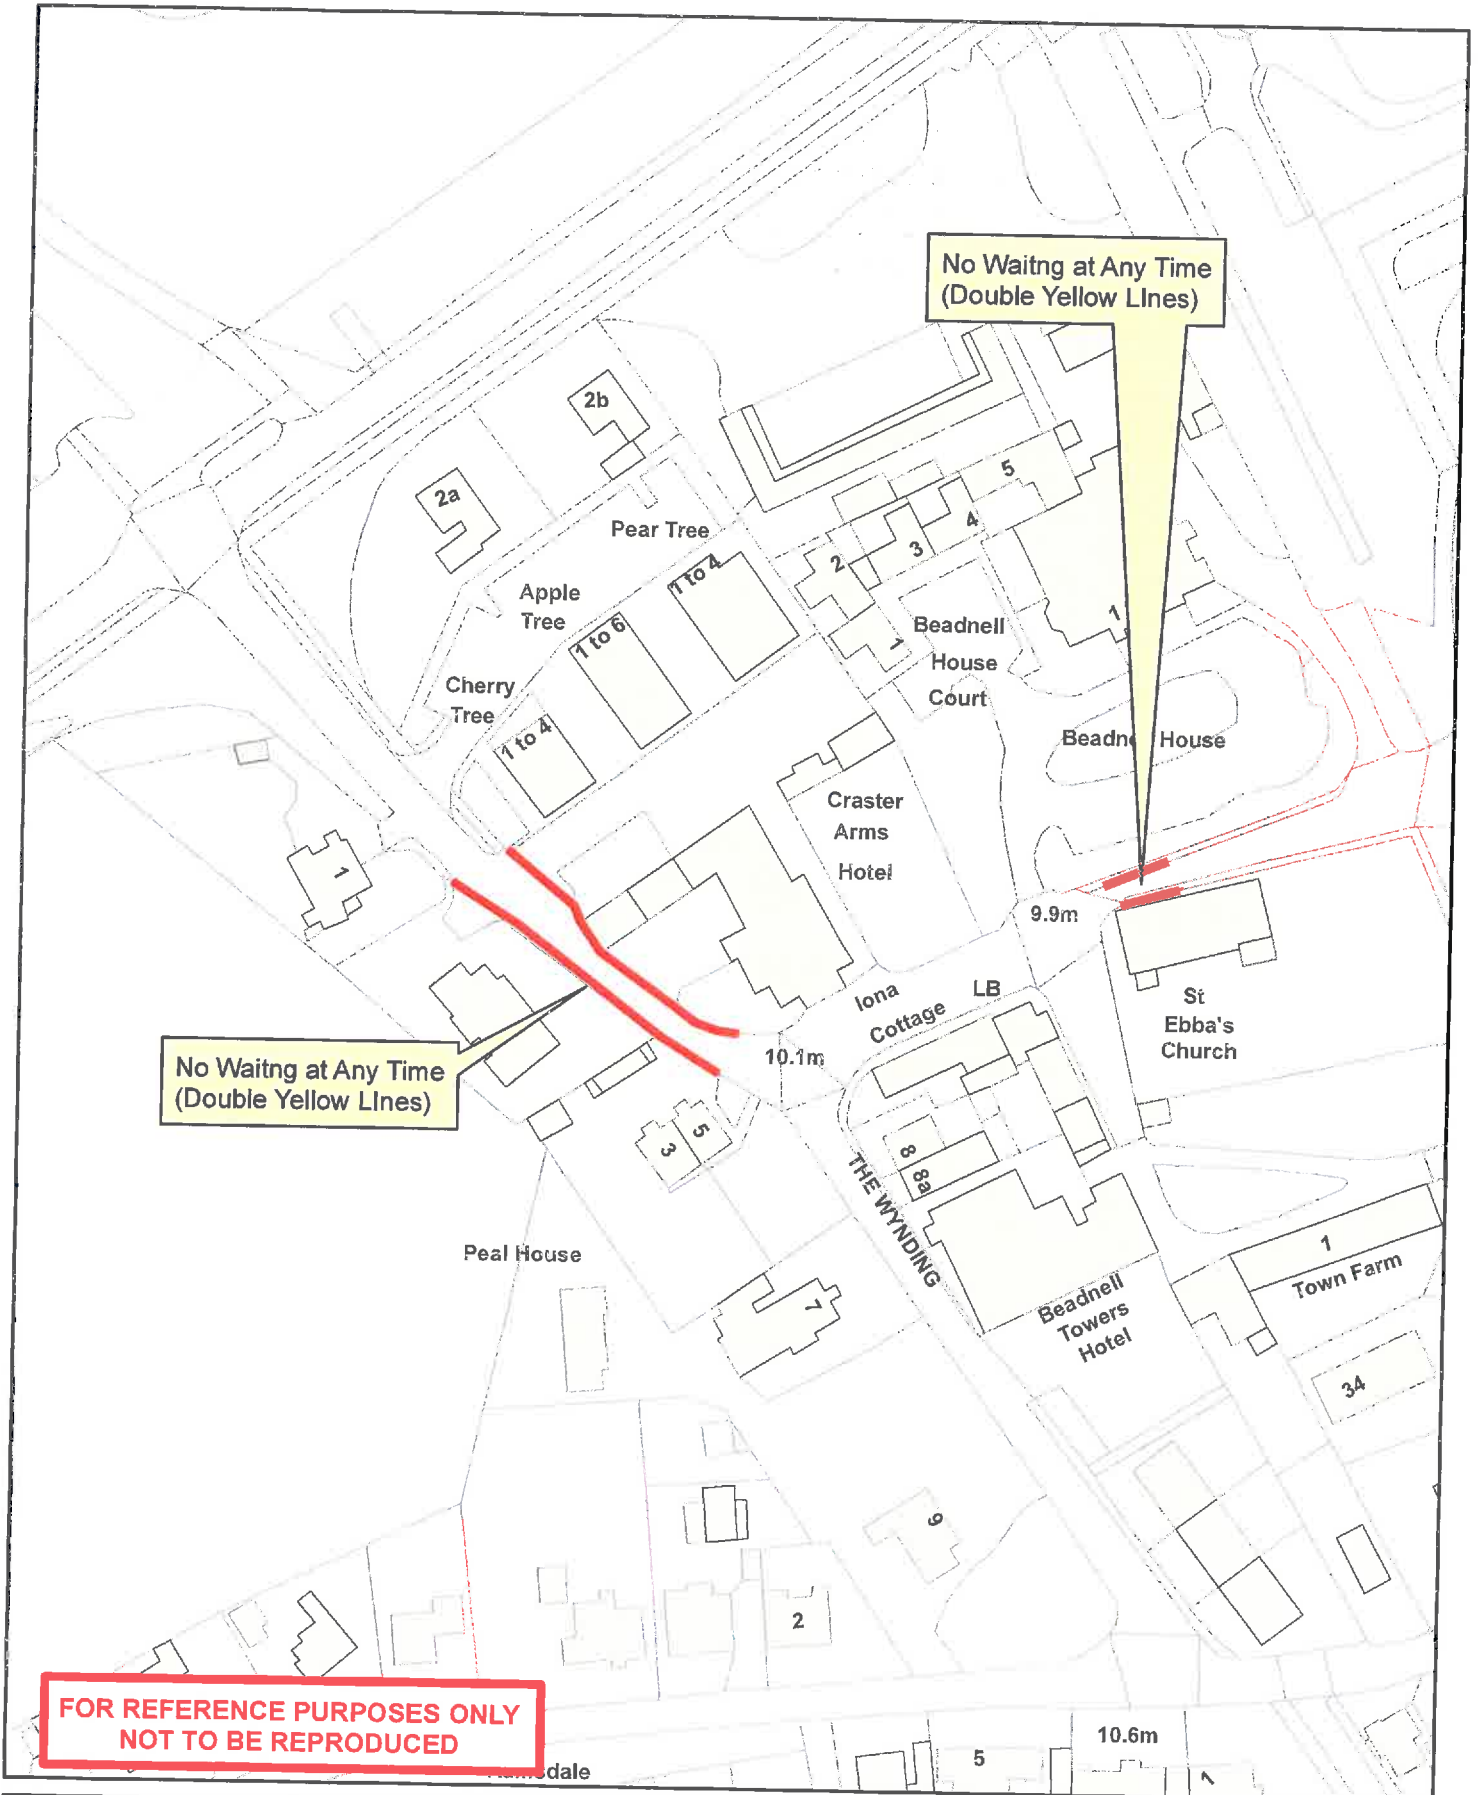 No Waitng at Any Time
(Double Yellow LInes)
2b
2a
5
Pear Tree
4
3
2
1 to 4
Apple
Tree
1 to 6
1
Beadnell
House
Court
1
Cherry
Tree
1 to 4
House
Craster
Arms
Hotel
1
9.9m
Iona
Cottage
LB
St
Ebba's
Church
10.1m
No Waitng at Any Time
(Double Yellow LInes)
3
5
8
8a
THE WYNDING
Peal House
7
Beadnell
Towers
Hotel
1
Town Farm
34
9
2
FOR REFERENCE PURPOSES ONLY
NOT TO BE REPRODUCED
5
10.6m
1